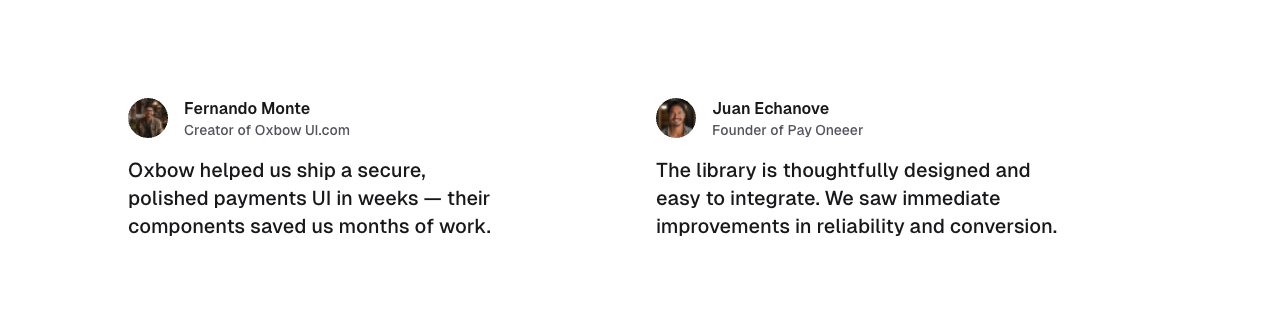 Fernando Monte
Creator of Oxbow UI.com
Oxbow helped us ship a secure,
polished payments UI in weeks — their
components saved us months of work.
Juan Echanove
Founder of Pay Oneeer
The library is thoughtfully designed and
easy to integrate. We saw immediate
improvements in reliability and conversion.